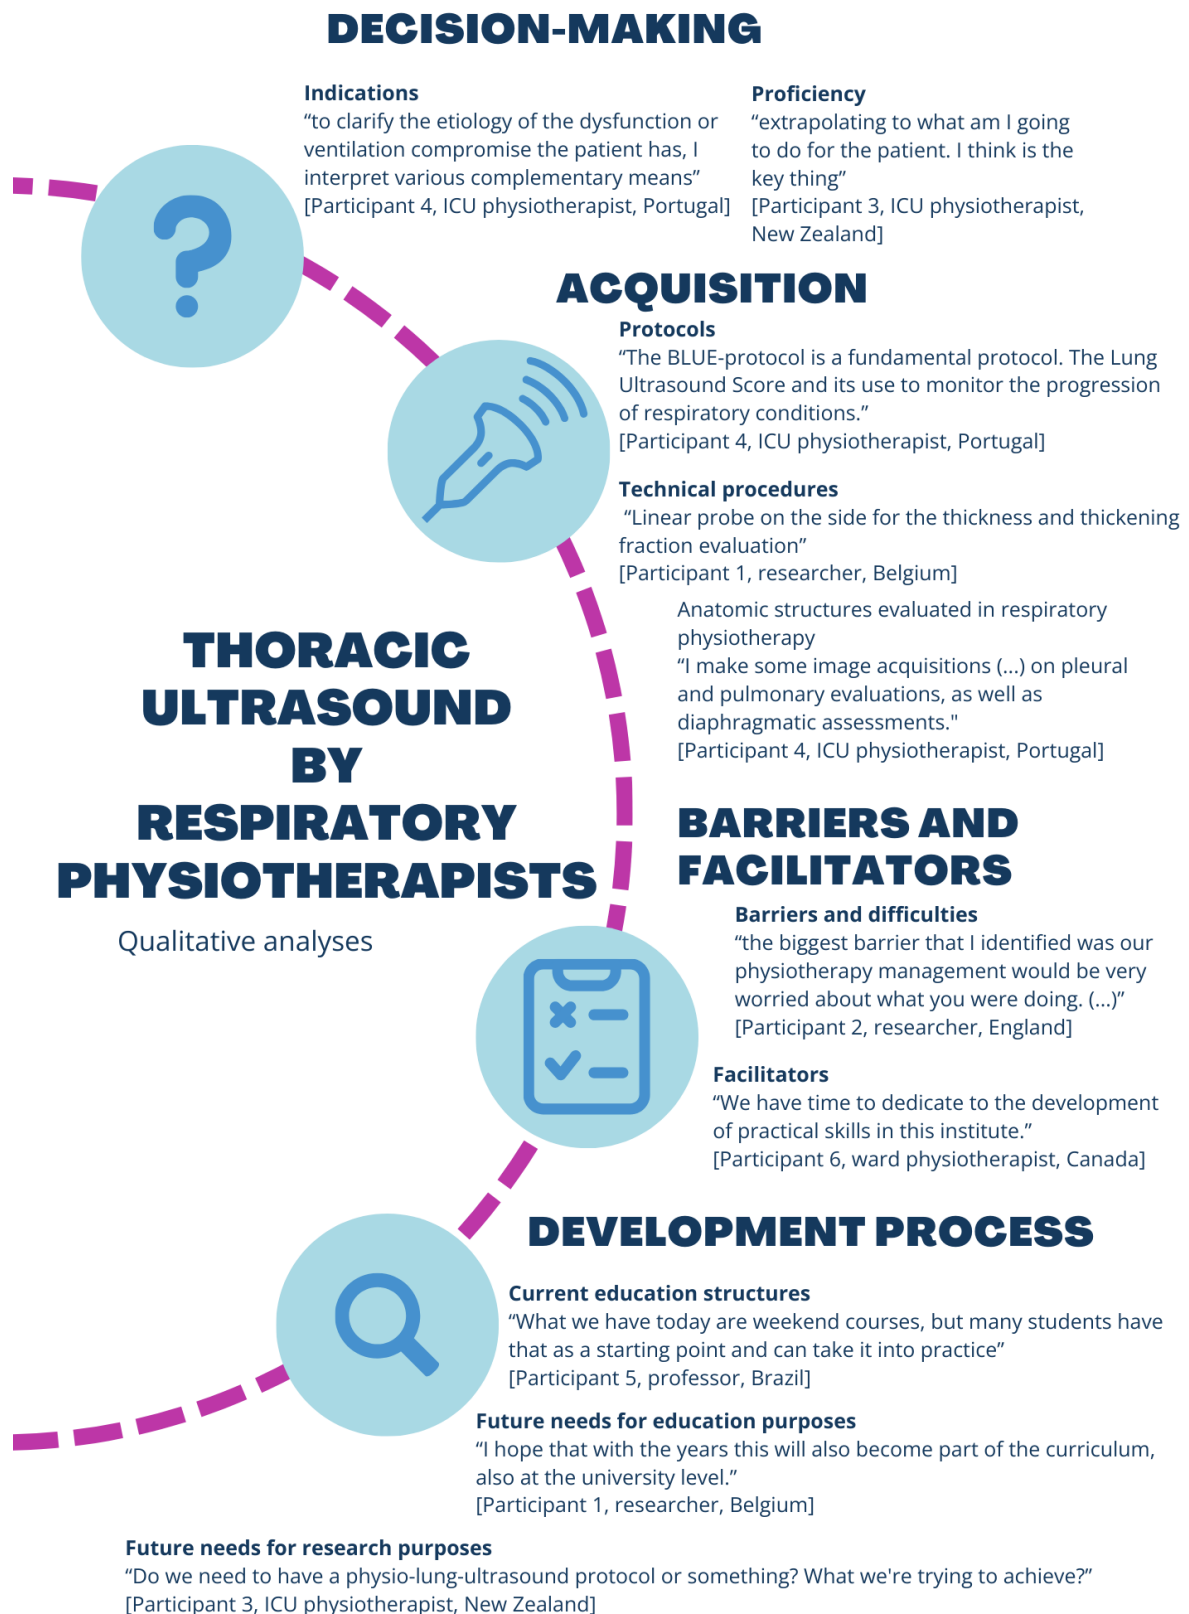 DECISION-MAKING
Indications
“to clarify the etiology of the dysfunction or
ventilation compromise the patient has, I
interpret various complementary means”
[Participant 4, ICU physiotherapist, Portugal]
Proficiency
“extrapolating to what am I going
to do for the patient. I think is the
key thing”
[Participant 3, ICU physiotherapist,
New Zealand]
ACQUISITION
Protocols
“The BLUE-protocol is a fundamental protocol. The Lung
Ultrasound Score and its use to monitor the progression
of respiratory conditions.”
[Participant 4, ICU physiotherapist, Portugal]
Technical procedures
“Linear probe on the side for the thickness and thickening
fraction evaluation”
[Participant 1, researcher, Belgium]
Anatomic structures evaluated in respiratory
physiotherapy
“I make some image acquisitions (...) on pleural
and pulmonary evaluations, as well as
diaphragmatic assessments."
[Participant 4, ICU physiotherapist, Portugal]
THORACIC
ULTRASOUND
BY
RESPIRATORY
PHYSIOTHERAPISTS
Qualitative analyses
BARRIERS AND
FACILITATORS
Barriers and difficulties
“the biggest barrier that I identified was our
physiotherapy management would be very
worried about what you were doing. (...)”
[Participant 2, researcher, England]
Facilitators
“We have time to dedicate to the development
of practical skills in this institute.”
[Participant 6, ward physiotherapist, Canada]
DEVELOPMENT PROCESS
Current education structures
“What we have today are weekend courses, but many students have
that as a starting point and can take it into practice”
[Participant 5, professor, Brazil]
Future needs for education purposes
“I hope that with the years this will also become part of the curriculum,
also at the university level.”
[Participant 1, researcher, Belgium]
Future needs for research purposes
“Do we need to have a physio-lung-ultrasound protocol or something? What we're trying to achieve?”
[Participant 3, ICU physiotherapist, New Zealand]